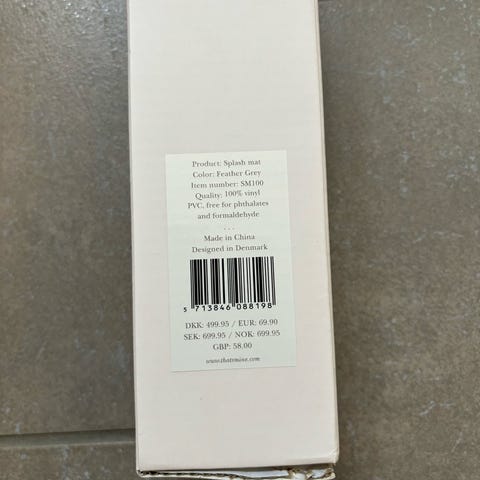 Product: Splash mat
Color: Feather Grey
Item number: SM100
Quality: 100% vinyl
PVC, free for phthalates
and formaldehyde
...
Made in China
Designed in Denmark
5 713846 088198
DKK: 499.95 / EUR: 69.90
SEK: 699.95 / NOK: 699.95
GBP: 58.00
www.thatsmine.com